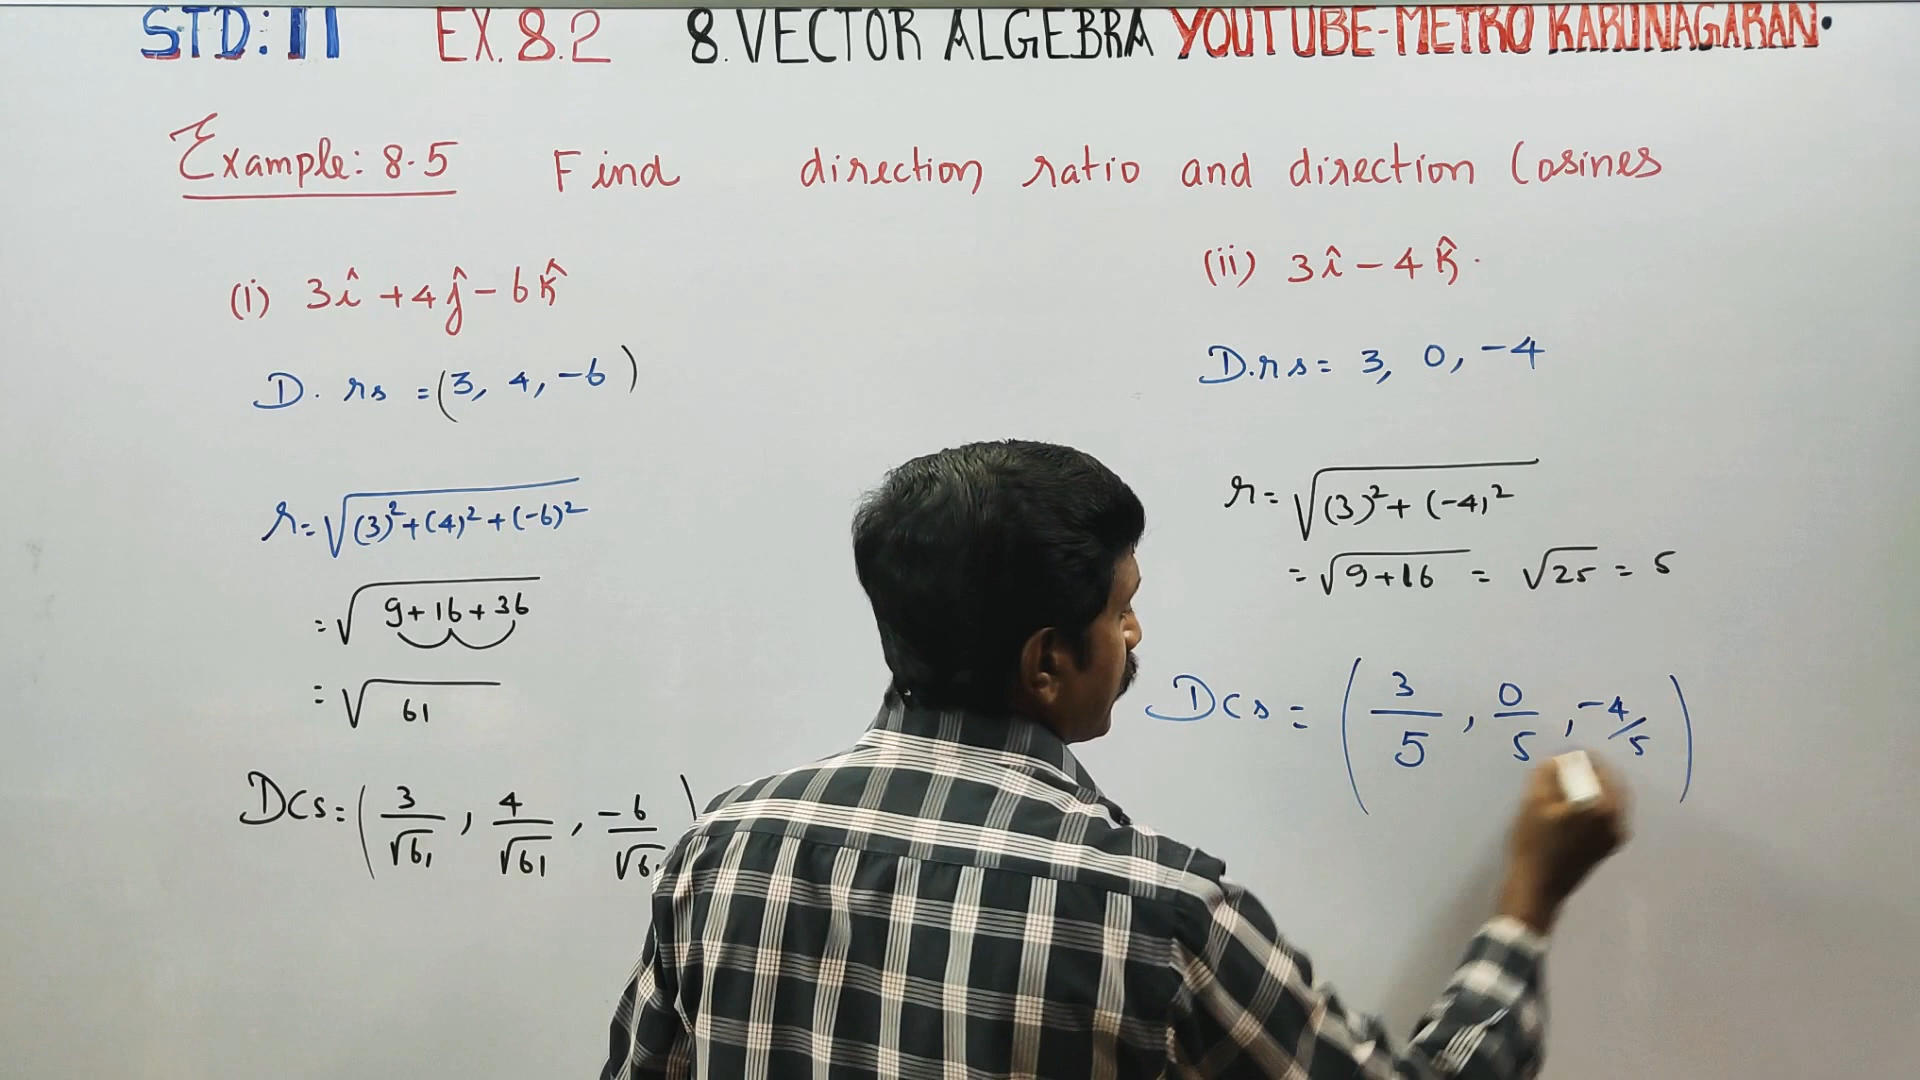 STD: 11 EX. 8.2 8. VECTOR ALGEBRA YOUTUBE-METRO KARUNAGARAN.
Example: 8.5 Find direction ratio and direction Cosines
(i) 3î + 4ĵ - 6k̂
D. rs = (3, 4, -6)
r = √(3)² + (4)² + (-6)²
= √9 + 16 + 36
= √61
Dcs = (3/√61, 4/√61, -6/√6
(ii) 3î - 4k̂.
D.rs = 3, 0, -4
r = √(3)² + (-4)²
= √9+16 = √25 = 5
Dcs = (3/5, 0/5, -4/5)